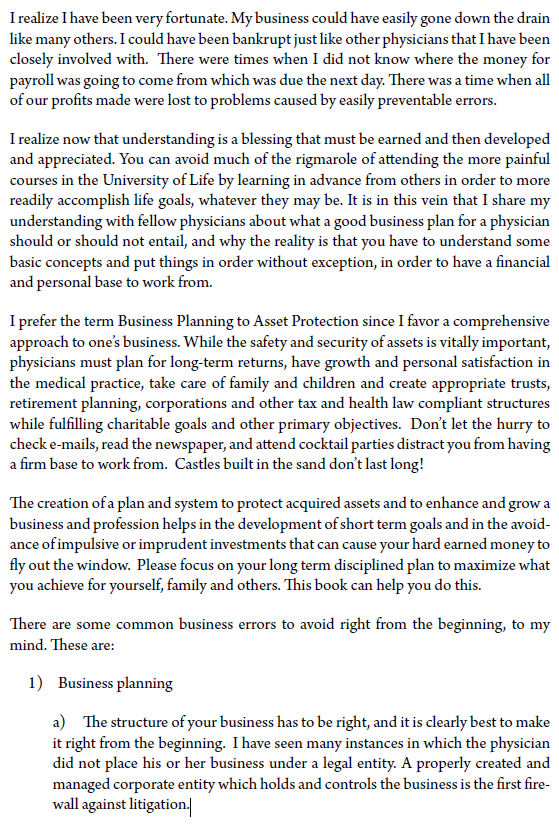 I realize I have been very fortunate. My business could have easily gone down the drain
like many others. I could have been bankrupt just like other physicians that I have been
closely involved with.  There were times when I did not know where the money for
payroll was going to come from which was due the next day. There was a time when all
of our profits made were lost to problems caused by easily preventable errors.
I realize now that understanding is a blessing that must be earned and then developed
and appreciated. You can avoid much of the rigmarole of attending the more painful
courses in the University of Life by learning in advance from others in order to more
readily accomplish life goals, whatever they may be. It is in this vein that I share my
understanding with fellow physicians about what a good business plan for a physician
should or should not entail, and why the reality is that you have to understand some
basic concepts and put things in order without exception, in order to have a financial
and personal base to work from.
I prefer the term Business Planning to Asset Protection since I favor a comprehensive
approach to one’s business. While the safety and security of assets is vitally important,
physicians must plan for long-term returns, have growth and personal satisfaction in
the medical practice, take care of family and children and create appropriate trusts,
retirement planning, corporations and other tax and health law compliant structures
while fulfilling charitable goals and other primary objectives.  Don’t let the hurry to
check e-mails, read the newspaper, and attend cocktail parties distract you from having
a firm base to work from.  Castles built in the sand don’t last long!
The creation of a plan and system to protect acquired assets and to enhance and grow a
business and profession helps in the development of short term goals and in the avoid-
ance of impulsive or imprudent investments that can cause your hard earned money to
fly out the window.  Please focus on your long term disciplined plan to maximize what
you achieve for yourself, family and others. This book can help you do this.
There are some common business errors to avoid right from the beginning, to my
mind. These are:
1) Business planning
a) The structure of your business has to be right, and it is clearly best to make
it right from the beginning.  I have seen many instances in which the physician
did not place his or her business under a legal entity. A properly created and
managed corporate entity which holds and controls the business is the first fire-
wall against litigation.